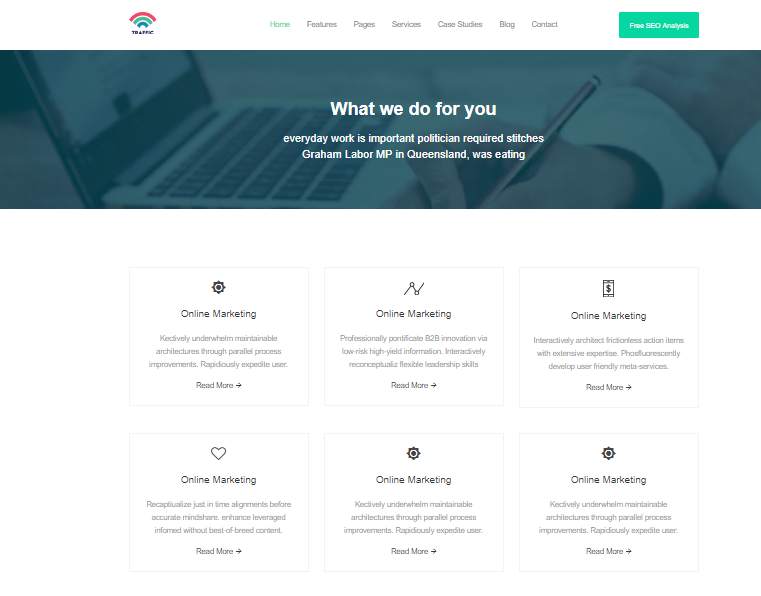 TRAFFIC
Home Features Pages Services Case Studies Blog Contact
Free SEO Analysis
What we do for you
everyday work is important politician required stitches
Graham Labor MP in Queensland, was eating
Online Marketing
Kectively underwhelm maintainable
architectures through parallel process
improvements. Rapidiously expedite user.
Read More →
Online Marketing
Professionally pontificate B2B innovation via
low-risk high-yield information. Interactively
reconceptualiz flexible leadership skills
Read More →
Online Marketing
Interactively architect frictionless action items
with extensive expertise. Phosfluorescently
develop user friendly meta-services.
Read More →
Online Marketing
Recaptiualize just in time alignments before
accurate mindshare. enhance leveraged
infomed without best-of-breed content.
Read More →
Online Marketing
Kectively underwhelm maintainable
architectures through parallel process
improvements. Rapidiously expedite user.
Read More →
Online Marketing
Kectively underwhelm maintainable
architectures through parallel process
improvements. Rapidiously expedite user.
Read More →